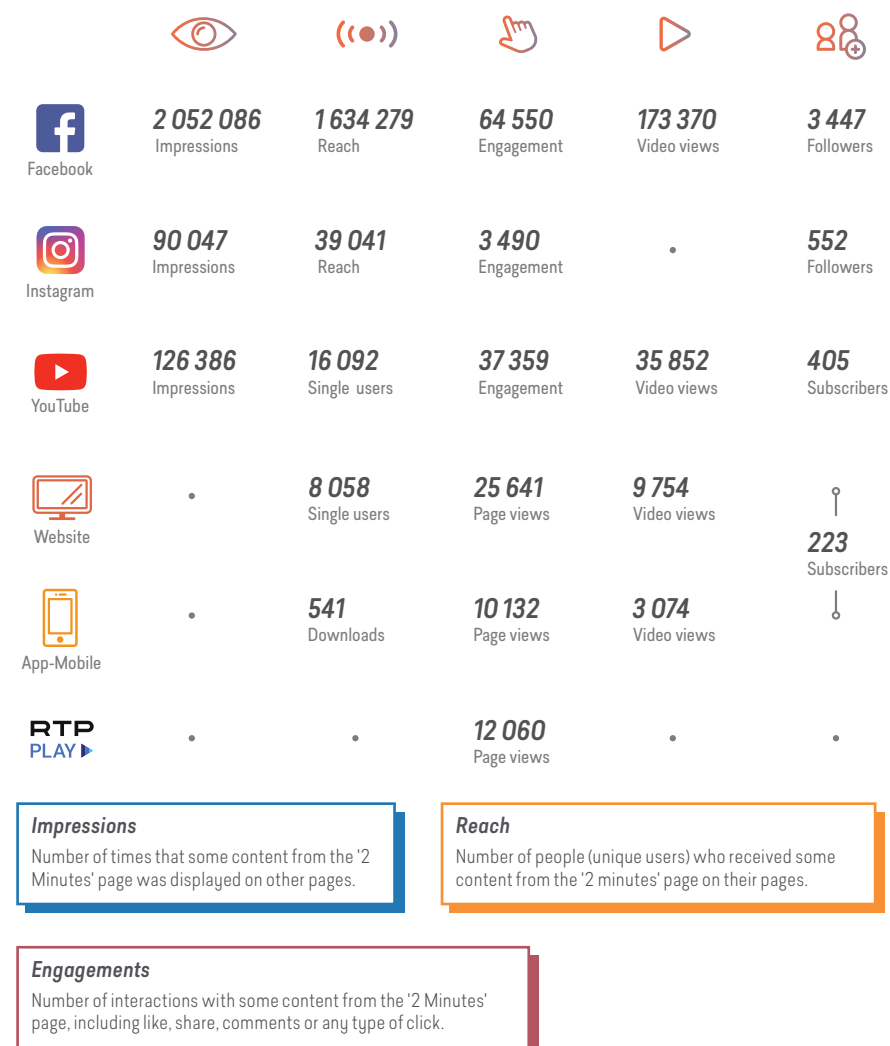 2 052 086 1 634 279 64 550 173 370 3 447
Impressions Reach Engagement Video views Followers
Facebook
90 047 39 041 3 490 • 552
Impressions Reach Engagement Followers
Instagram
126 386 16 092 37 359 35 852 405
Impressions Single users Engagement Video views Subscribers
YouTube
• 8 058 25 641 9 754
Single users Page views Video views
Website
223
Subscribers
• 541 10 132 3 074
Downloads Page views Video views
App-Mobile
RTP
PLAY
• • 12 060 • •
Page views
Impressions
Number of times that some content from the '2
Minutes' page was displayed on other pages.
Reach
Number of people (unique users) who received some
content from the '2 minutes' page on their pages.
Engagements
Number of interactions with some content from the '2 Minutes'
page, including like, share, comments or any type of click.